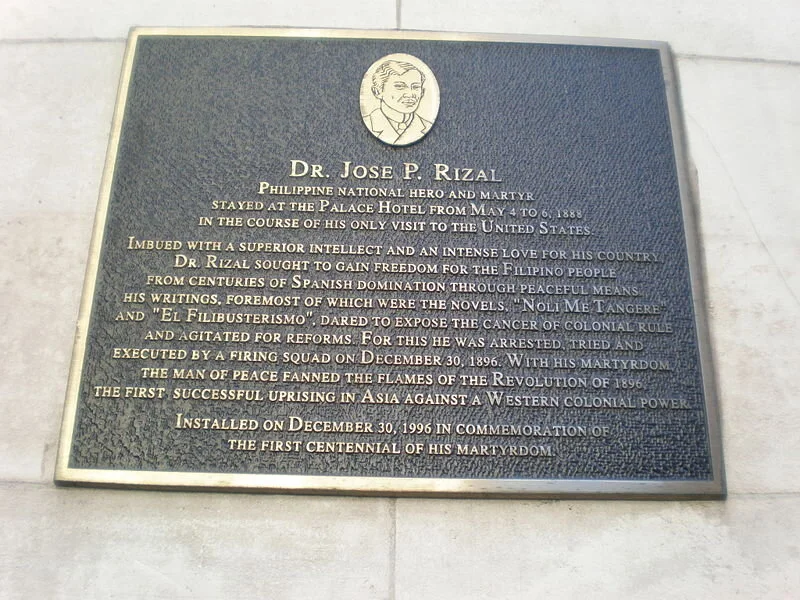 DR. JOSE P. RIZAL
PHILIPPINE NATIONAL HERO AND MARTYR
STAYED AT THE PALACE HOTEL FROM MAY 4 TO 6, 1888
IN THE COURSE OF HIS ONLY VISIT TO THE UNITED STATES.
IMBUED WITH A SUPERIOR INTELLECT AND AN INTENSE LOVE FOR HIS COUNTRY,
DR. RIZAL SOUGHT TO GAIN FREEDOM FOR THE FILIPINO PEOPLE
FROM CENTURIES OF SPANISH DOMINATION THROUGH PEACEFUL MEANS.
HIS WRITINGS, FOREMOST OF WHICH WERE THE NOVELS, "NOLI ME TANGERE"
AND "EL FILIBUSTERISMO", DARED TO EXPOSE THE CANCER OF COLONIAL RULE
AND AGITATED FOR REFORMS. FOR THIS HE WAS ARRESTED, TRIED AND
EXECUTED BY A FIRING SQUAD ON DECEMBER 30, 1896. WITH HIS MARTYRDOM,
THE MAN OF PEACE FANNED THE FLAMES OF THE REVOLUTION OF 1896,
THE FIRST SUCCESSFUL UPRISING IN ASIA AGAINST A WESTERN COLONIAL POWER.
INSTALLED ON DECEMBER 30, 1996 IN COMMEMORATION OF
THE FIRST CENTENNIAL OF HIS MARTYRDOM.